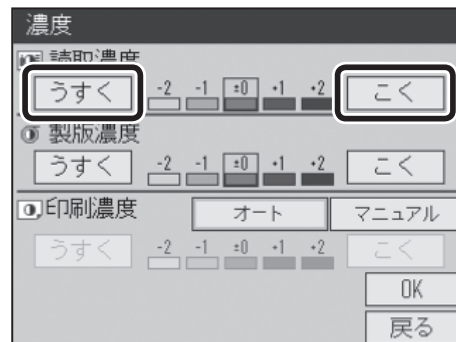 濃度
読取濃度
うすく -2 -1 ±0 +1 +2 こく
製版濃度
うすく -2 -1 ±0 +1 +2 こく
印刷濃度 オート マニュアル
うすく -2 -1 ±0 +1 +2 こく
OK
戻る